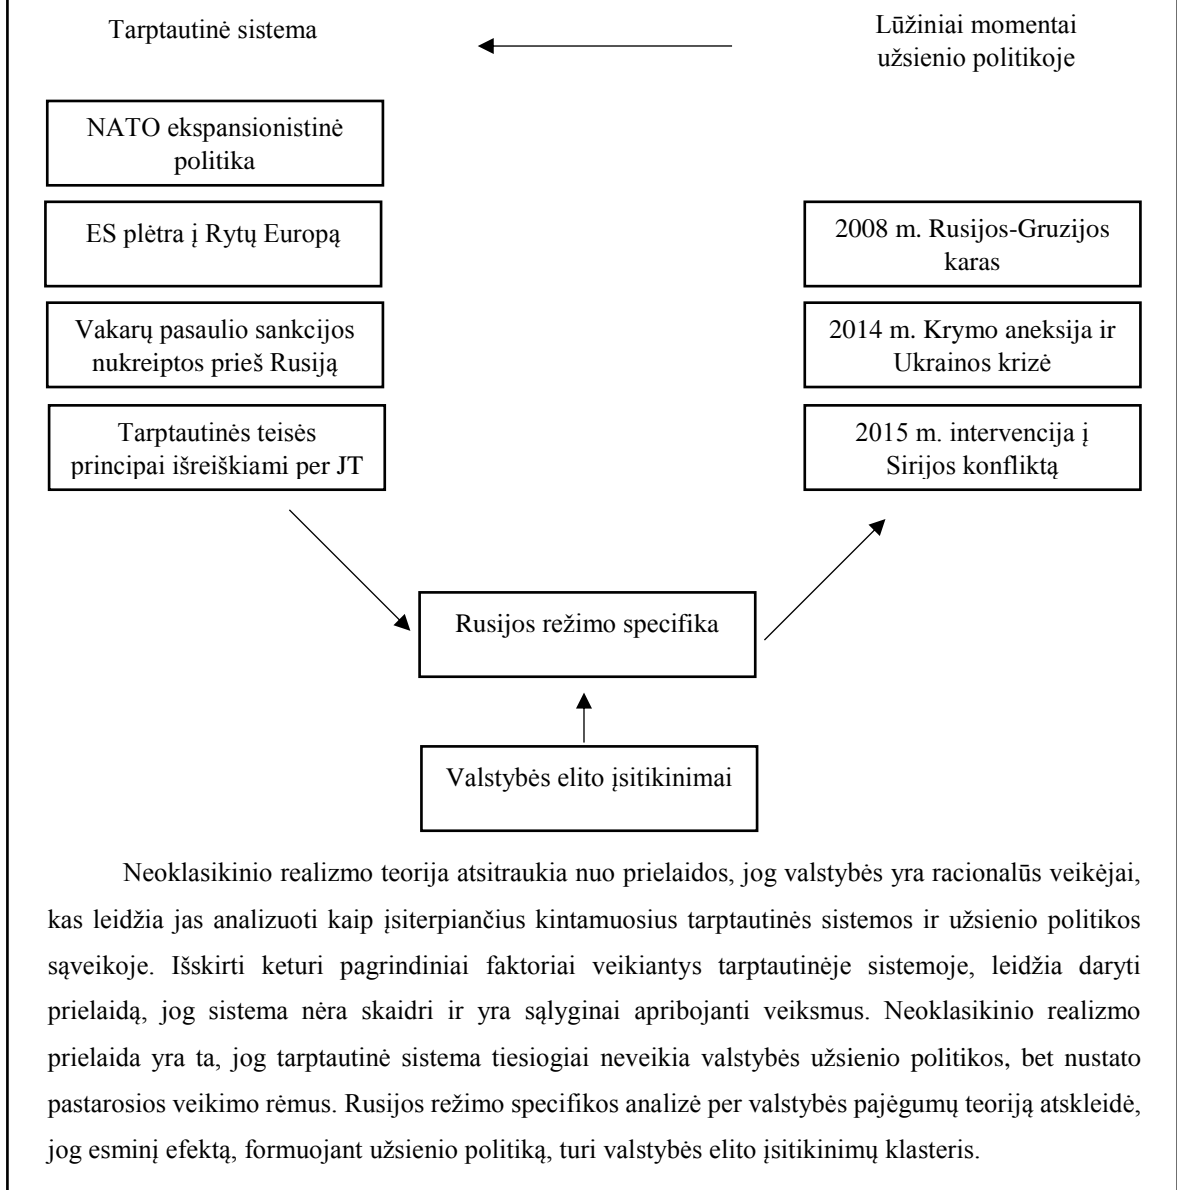 Tarptautinė sistema
Lūžiniai momentai
užsienio politikoje
NATO ekspansionistinė
politika
ES plėtra į Rytų Europą
Vakarų pasaulio sankcijos
nukreiptos prieš Rusiją
Tarptautinės teisės
principai išreiškiami per JT
2008 m. Rusijos-Gruzijos
karas
2014 m. Krymo aneksija ir
Ukrainos krizė
2015 m. intervencija į
Sirijos konfliktą
Rusijos režimo specifika
Valstybės elito įsitikinimai
Neoklasikinio realizmo teorija atsitraukia nuo prielaidos, jog valstybės yra racionalūs veikėjai,
kas leidžia jas analizuoti kaip įsiterpiančius kintamuosius tarptautinės sistemos ir užsienio politikos
sąveikoje. Išskirti keturi pagrindiniai faktoriai veikiantys tarptautinėje sistemoje, leidžia daryti
prielaidą, jog sistema nėra skaidri ir yra sąlyginai apribojanti veiksmus. Neoklasikinio realizmo
prielaida yra ta, jog tarptautinė sistema tiesiogiai neveikia valstybės užsienio politikos, bet nustato
pastarosios veikimo rėmus. Rusijos režimo specifikos analizė per valstybės pajėgumų teoriją atskleidė,
jog esminį efektą, formuojant užsienio politiką, turi valstybės elito įsitikinimų klasteris.